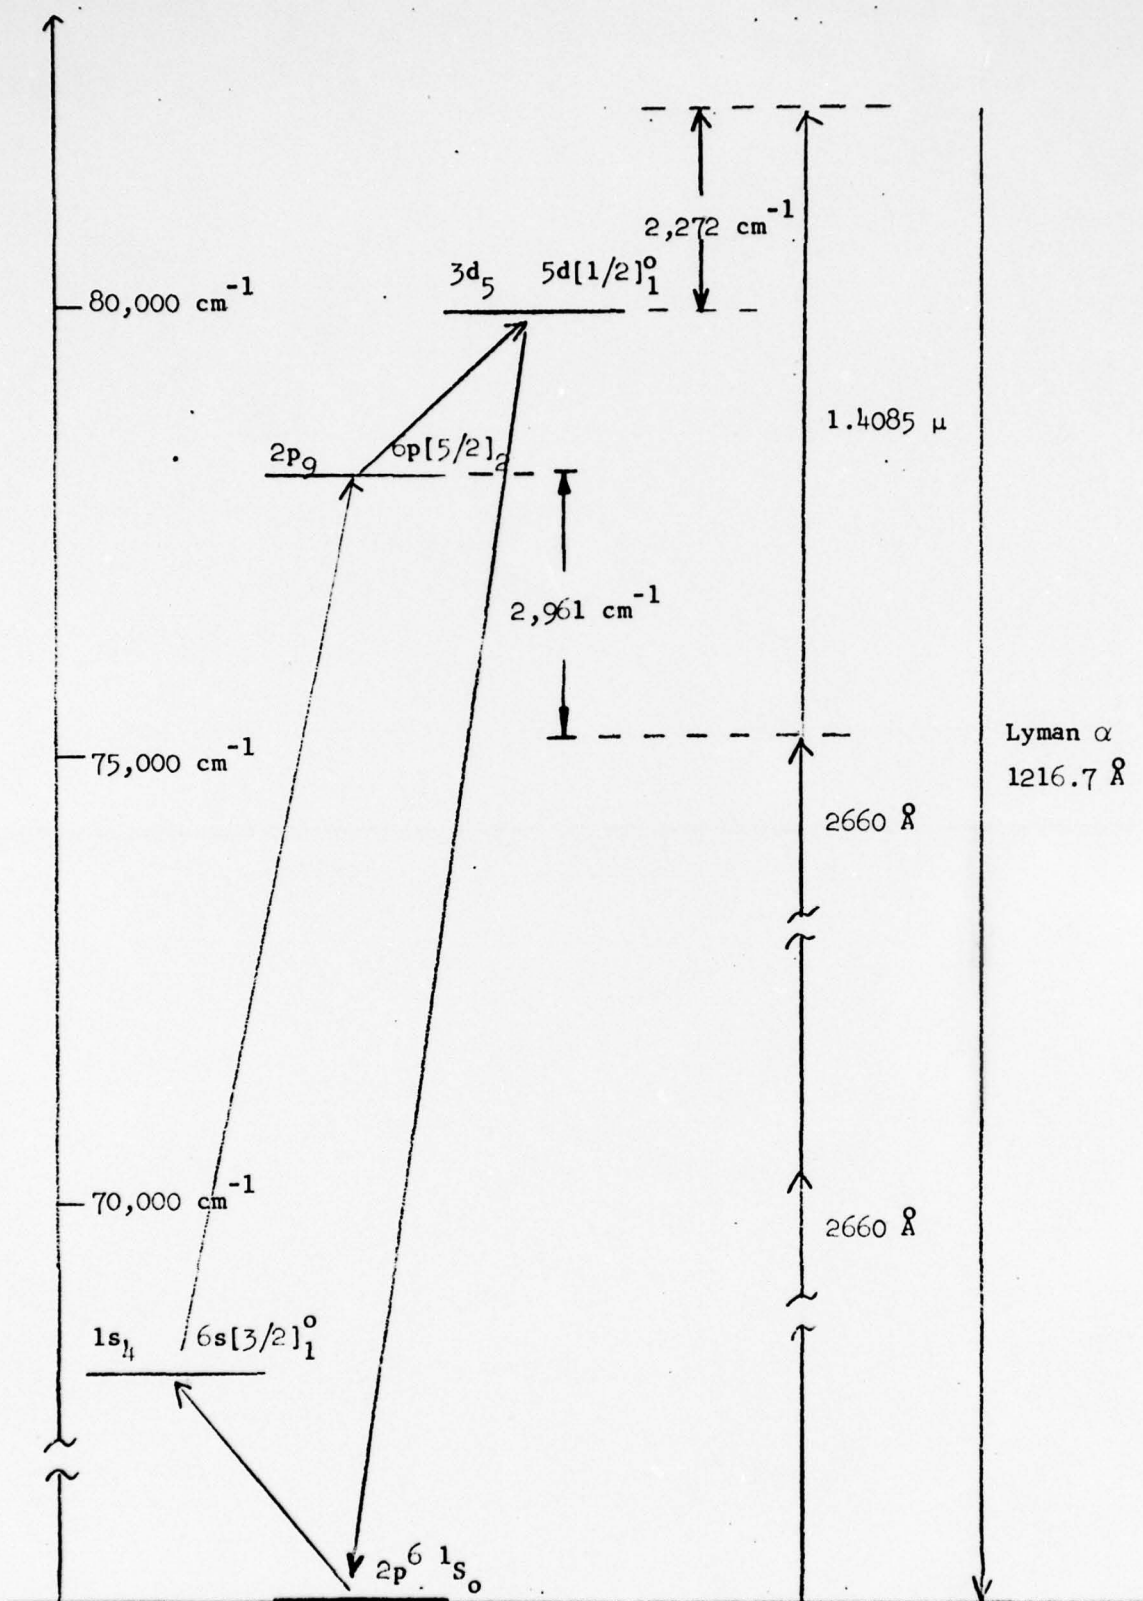 2,272 cm⁻¹
3d₅ 5d[1/2]₁⁰
80,000 cm⁻¹
1.4085 μ
2p₉ 6p[5/2]₂
2,961 cm⁻¹
Lyman α
1216.7 Å
75,000 cm⁻¹
2660 Å
70,000 cm⁻¹
2660 Å
1s₄ 6s[3/2]₁⁰
2p⁶ ¹S₀